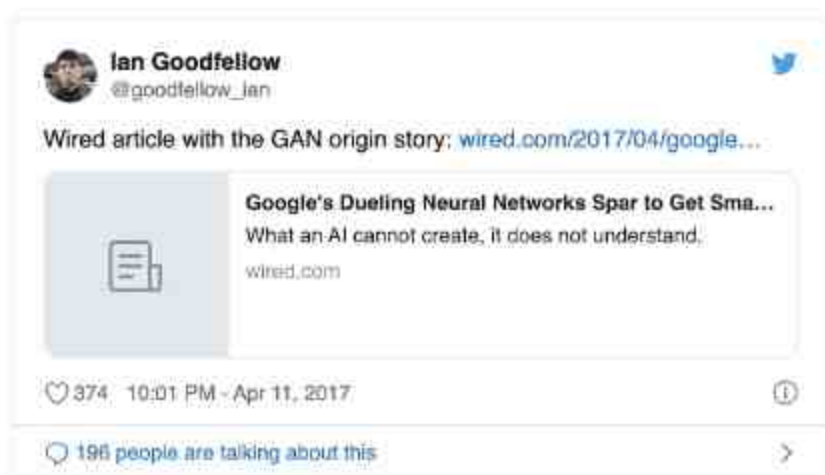 Ian Goodfellow
@goodfellow_ian
Wired article with the GAN origin story: wired.com/2017/04/google…
Google's Dueling Neural Networks Spar to Get Sma…
What an AI cannot create, it does not understand.
wired.com
374 10:01 PM - Apr 11, 2017
196 people are talking about this